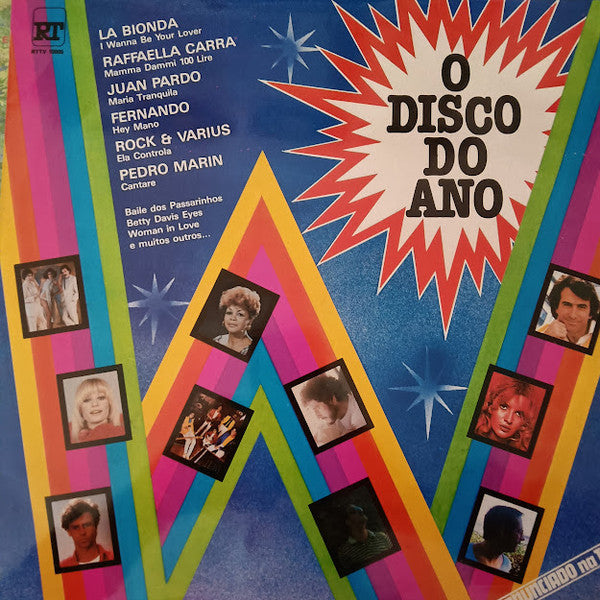 RT
LA BIONDA
I Wanna Be Your Lover
RAFFAELLA CARRA'
Mamma Dammi 100 Lire
JUAN PARDO
Maria Tranquila
FERNANDO
Hey Mano
ROCK & VARIUS
Ela Controla
PEDRO MARIN
Cantare
Baile dos Passarinhos
Betty Davis Eyes
Woman in Love
e muitos outros...
O
DISCO
DO
ANO